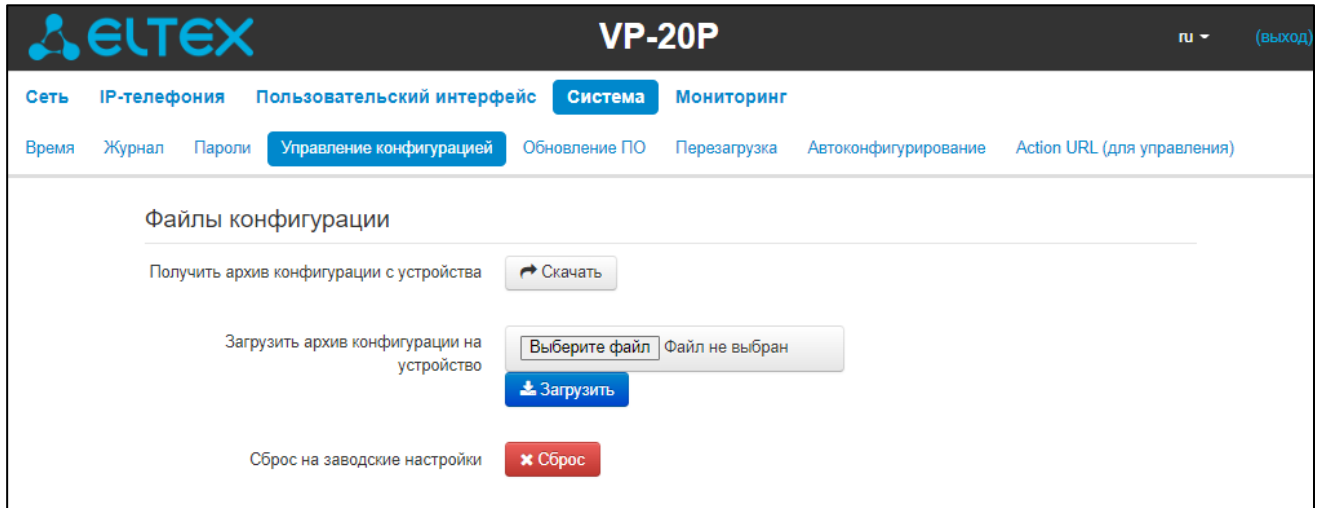 ELTEX VP-20P ru (выход)
Сеть IP-телефония Пользовательский интерфейс Система Мониторинг
Время Журнал Пароли Управление конфигурацией Обновление ПО Перезагрузка Автоконфигурирование Action URL (для управления)
Файлы конфигурации
Получить архив конфигурации с устройства Скачать
Загрузить архив конфигурации на
устройство
Выберите файл Файл не выбран
Загрузить
Сброс на заводские настройки Сброс